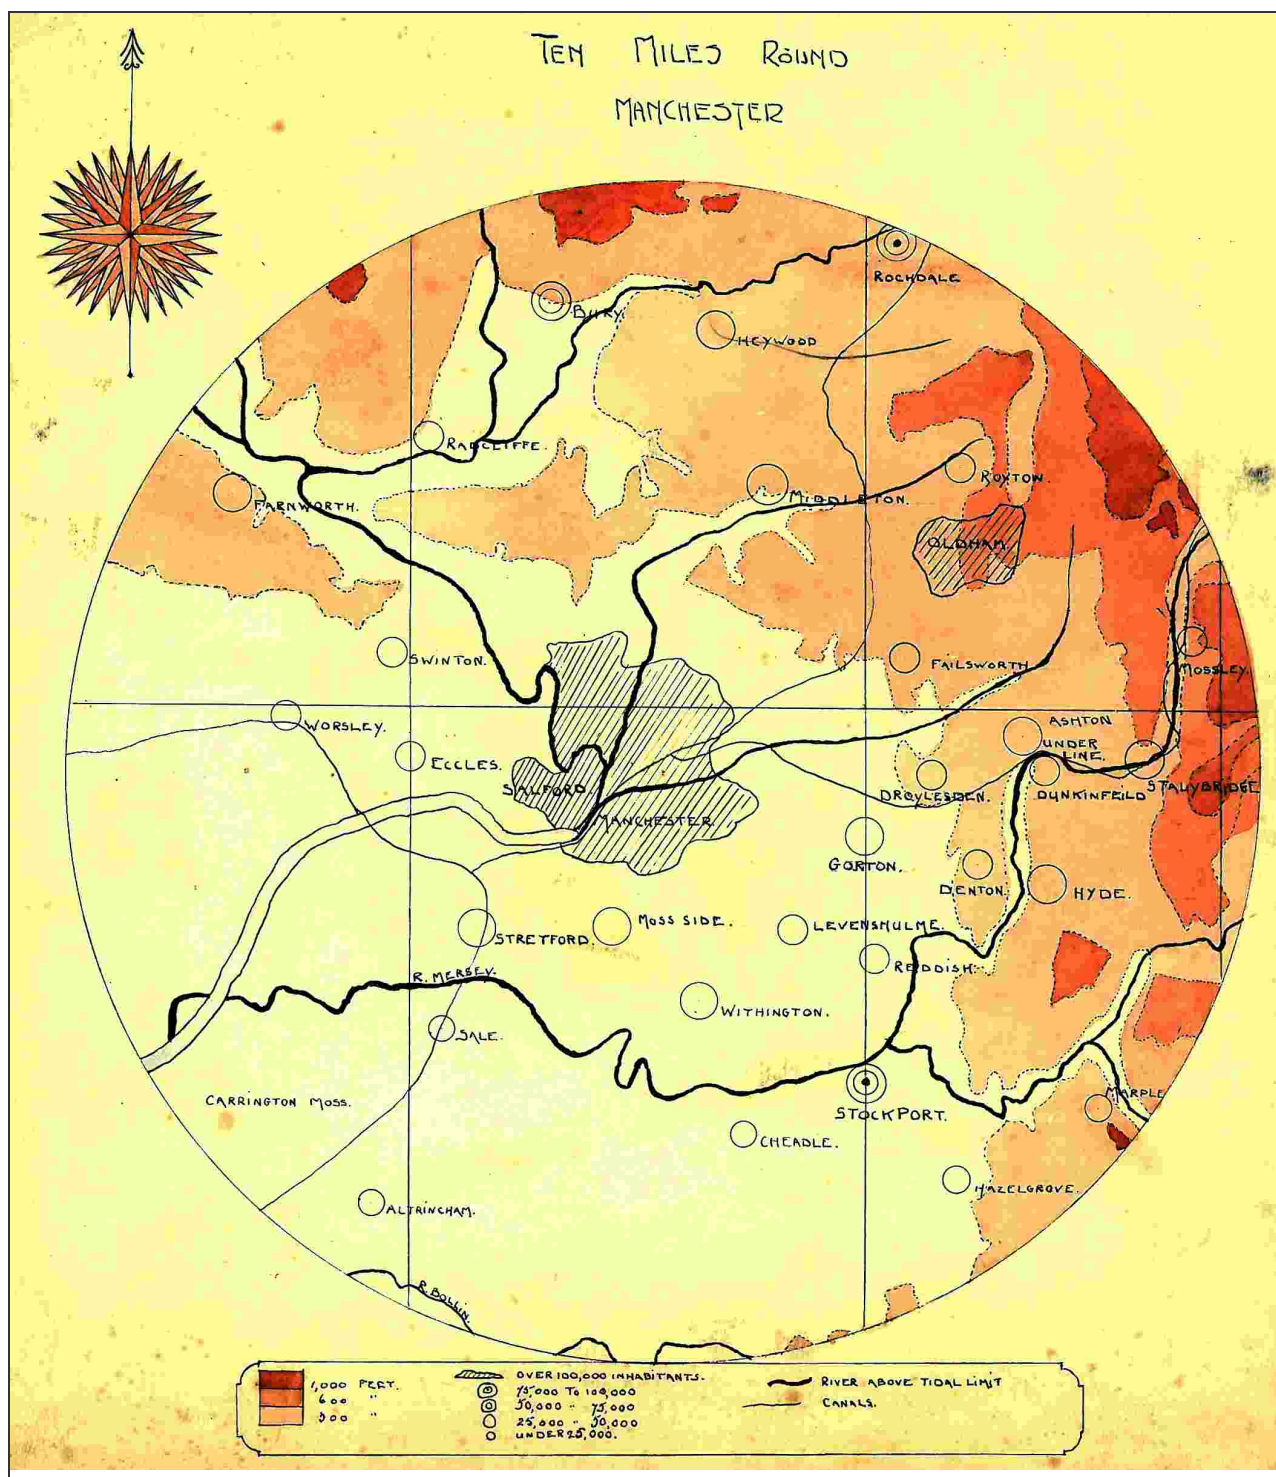 TEN MILES ROUND
MANCHESTER
ROCHDALE
BURY.
HEYWOOD
RADCLIFFE.
ROYTON.
MIDDLETON.
FARNWORTH.
OLDHAM.
SWINTON.
FAILSWORTH
MOSSLEY.
WORSLEY.
ASHTON
UNDER
LINE.
ECCLES.
SALFORD.
DROYLESDEN.
DUNKINFEILD
STALYBRIDGE
MANCHESTER.
GORTON.
DENTON.
HYDE.
MOSS SIDE.
LEVENSHULME.
STRETFORD.
REDDISH.
R. MERSEY.
WITHINGTON.
SALE.
CARRINGTON MOSS.
MARPLE
STOCKPORT.
CHEADLE.
HAZELGROVE.
ALTRINCHAM.
R. BOLLIN.
1,000 FEET.
600 "
300 "
OVER 100,000 INHABITANTS.
75,000 TO 100,000
50,000 " 75,000
25,000 " 50,000
UNDER 25,000.
RIVER ABOVE TIDAL LIMIT
CANALS.